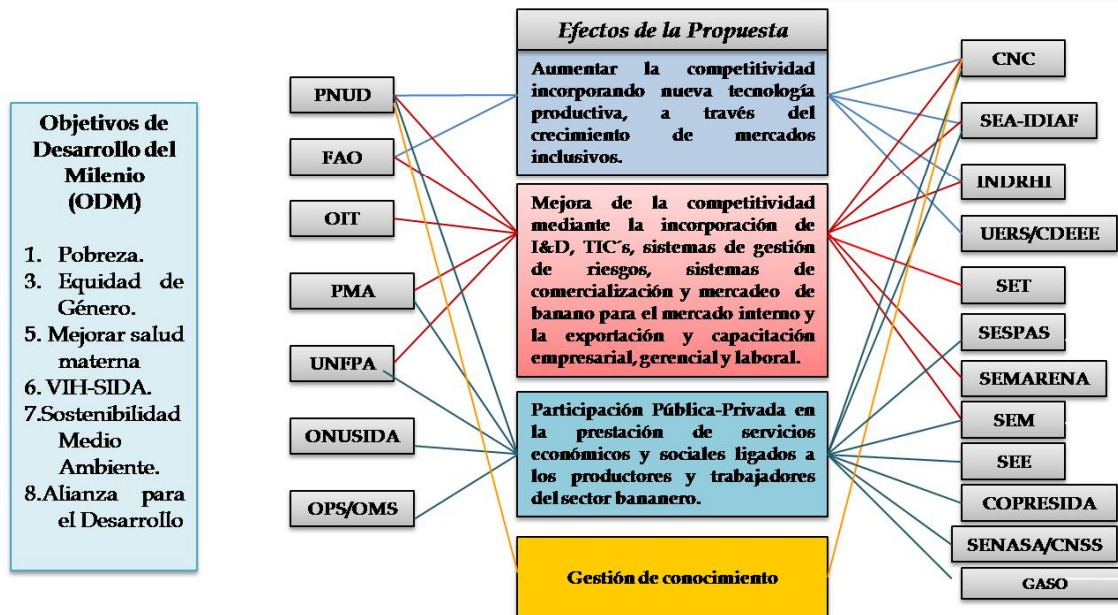 Objetivos de
Desarrollo del
Milenio
(ODM)
1. Pobreza.
3. Equidad de
Género.
5. Mejorar salud
materna
6. VIH-SIDA.
7.Sostenibilidad
Medio
Ambiente.
8.Alianza para
el Desarrollo
PNUD
FAO
OIT
PMA
UNFPA
ONUSIDA
OPS/OMS
Efectos de la Propuesta
Aumentar la competitividad
incorporando nueva tecnología
productiva, a través del
crecimiento de mercados
inclusivos.
Mejora de la competitividad
mediante la incorporación de
I&D, TIC´s, sistemas de gestión
de riesgos, sistemas de
comercialización y mercadeo de
banano para el mercado interno y
la exportación y capacitación
empresarial, gerencial y laboral.
Participación Pública-Privada en
la prestación de servicios
económicos y sociales ligados a
los productores y trabajadores
del sector bananero.
Gestión de conocimiento
CNC
SEA-IDIAF
INDRHI
UERS/CDEEE
SET
SESPAS
SEMARENA
SEM
SEE
COPRESIDA
SENASA/CNSS
GASO